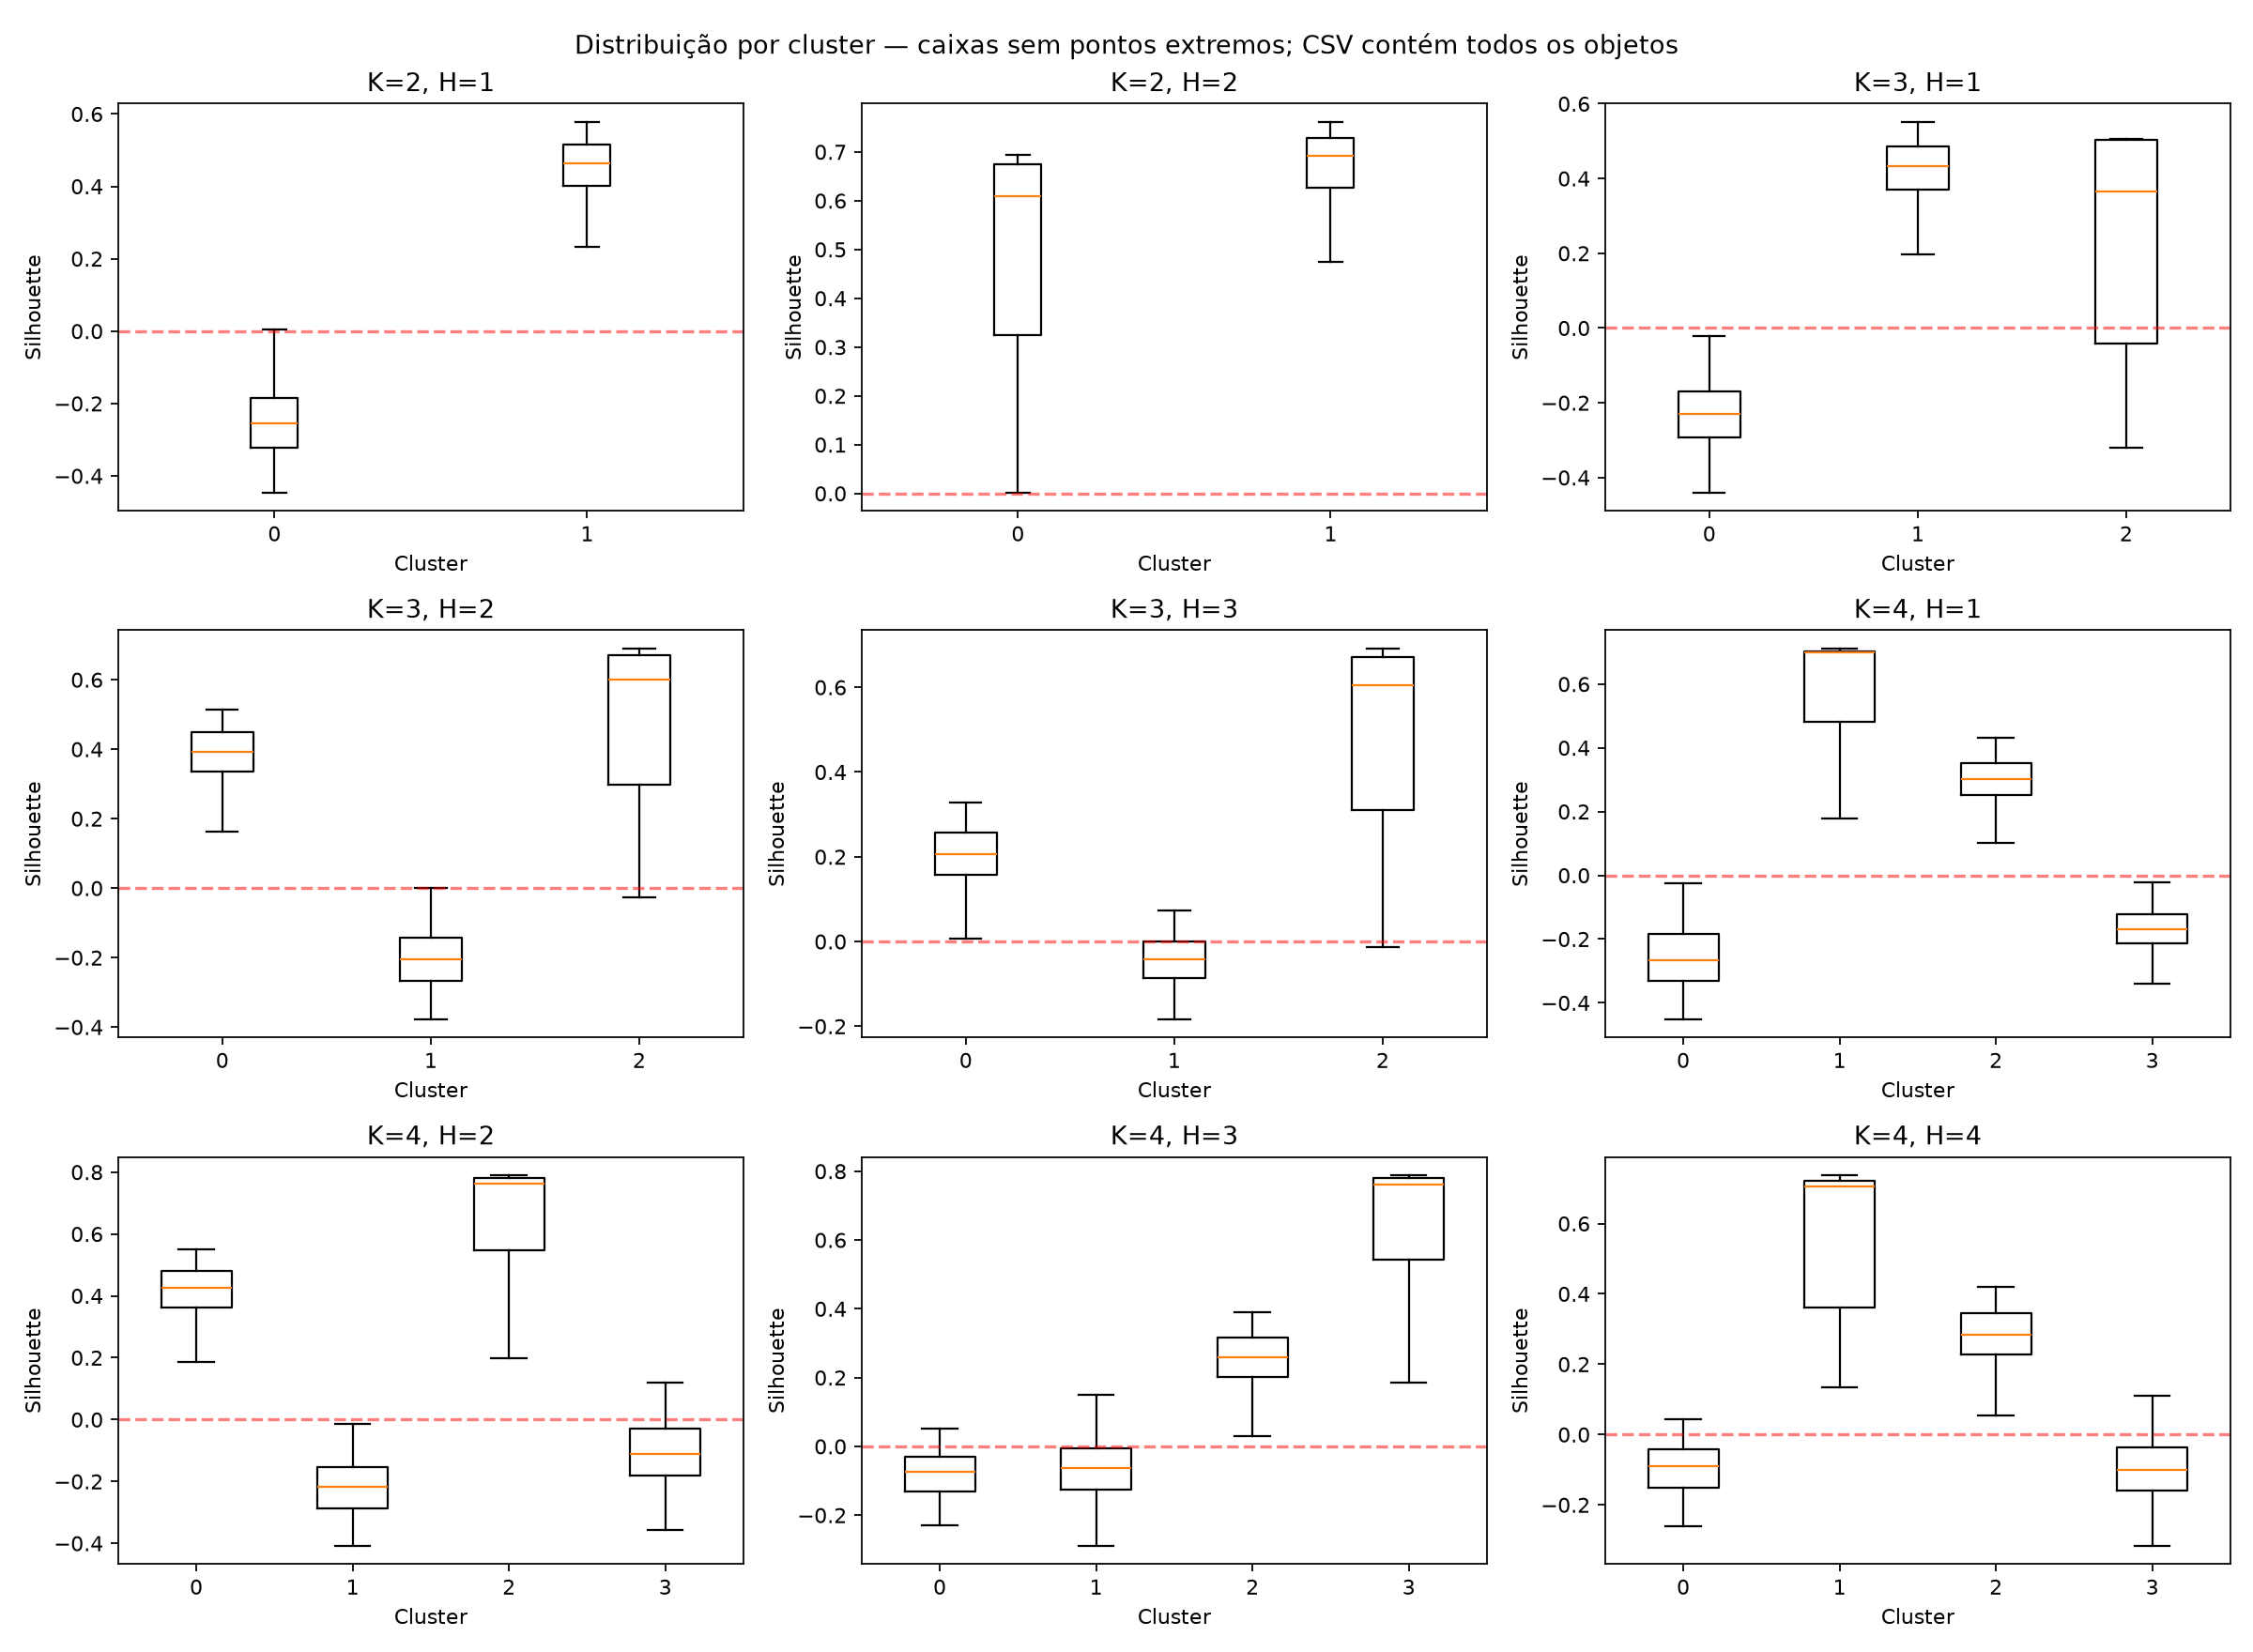 Distribuição por cluster — caixas sem pontos extremos; CSV contém todos os objetos
K=2, H=1
0.6
0.4
0.2
0.0
−0.2
−0.4
Silhouette
0 1
Cluster
K=2, H=2
0.7
0.6
0.5
0.4
0.3
0.2
0.1
0.0
Silhouette
0 1
Cluster
K=3, H=1
0.6
0.4
0.2
0.0
−0.2
−0.4
Silhouette
0 1 2
Cluster
K=3, H=2
0.6
0.4
0.2
0.0
−0.2
−0.4
Silhouette
0 1 2
Cluster
K=3, H=3
0.6
0.4
0.2
0.0
−0.2
Silhouette
0 1 2
Cluster
K=4, H=1
0.6
0.4
0.2
0.0
−0.2
−0.4
Silhouette
0 1 2 3
Cluster
K=4, H=2
0.8
0.6
0.4
0.2
0.0
−0.2
−0.4
Silhouette
0 1 2 3
Cluster
K=4, H=3
0.8
0.6
0.4
0.2
0.0
−0.2
Silhouette
0 1 2 3
Cluster
K=4, H=4
0.6
0.4
0.2
0.0
−0.2
Silhouette
0 1 2 3
Cluster